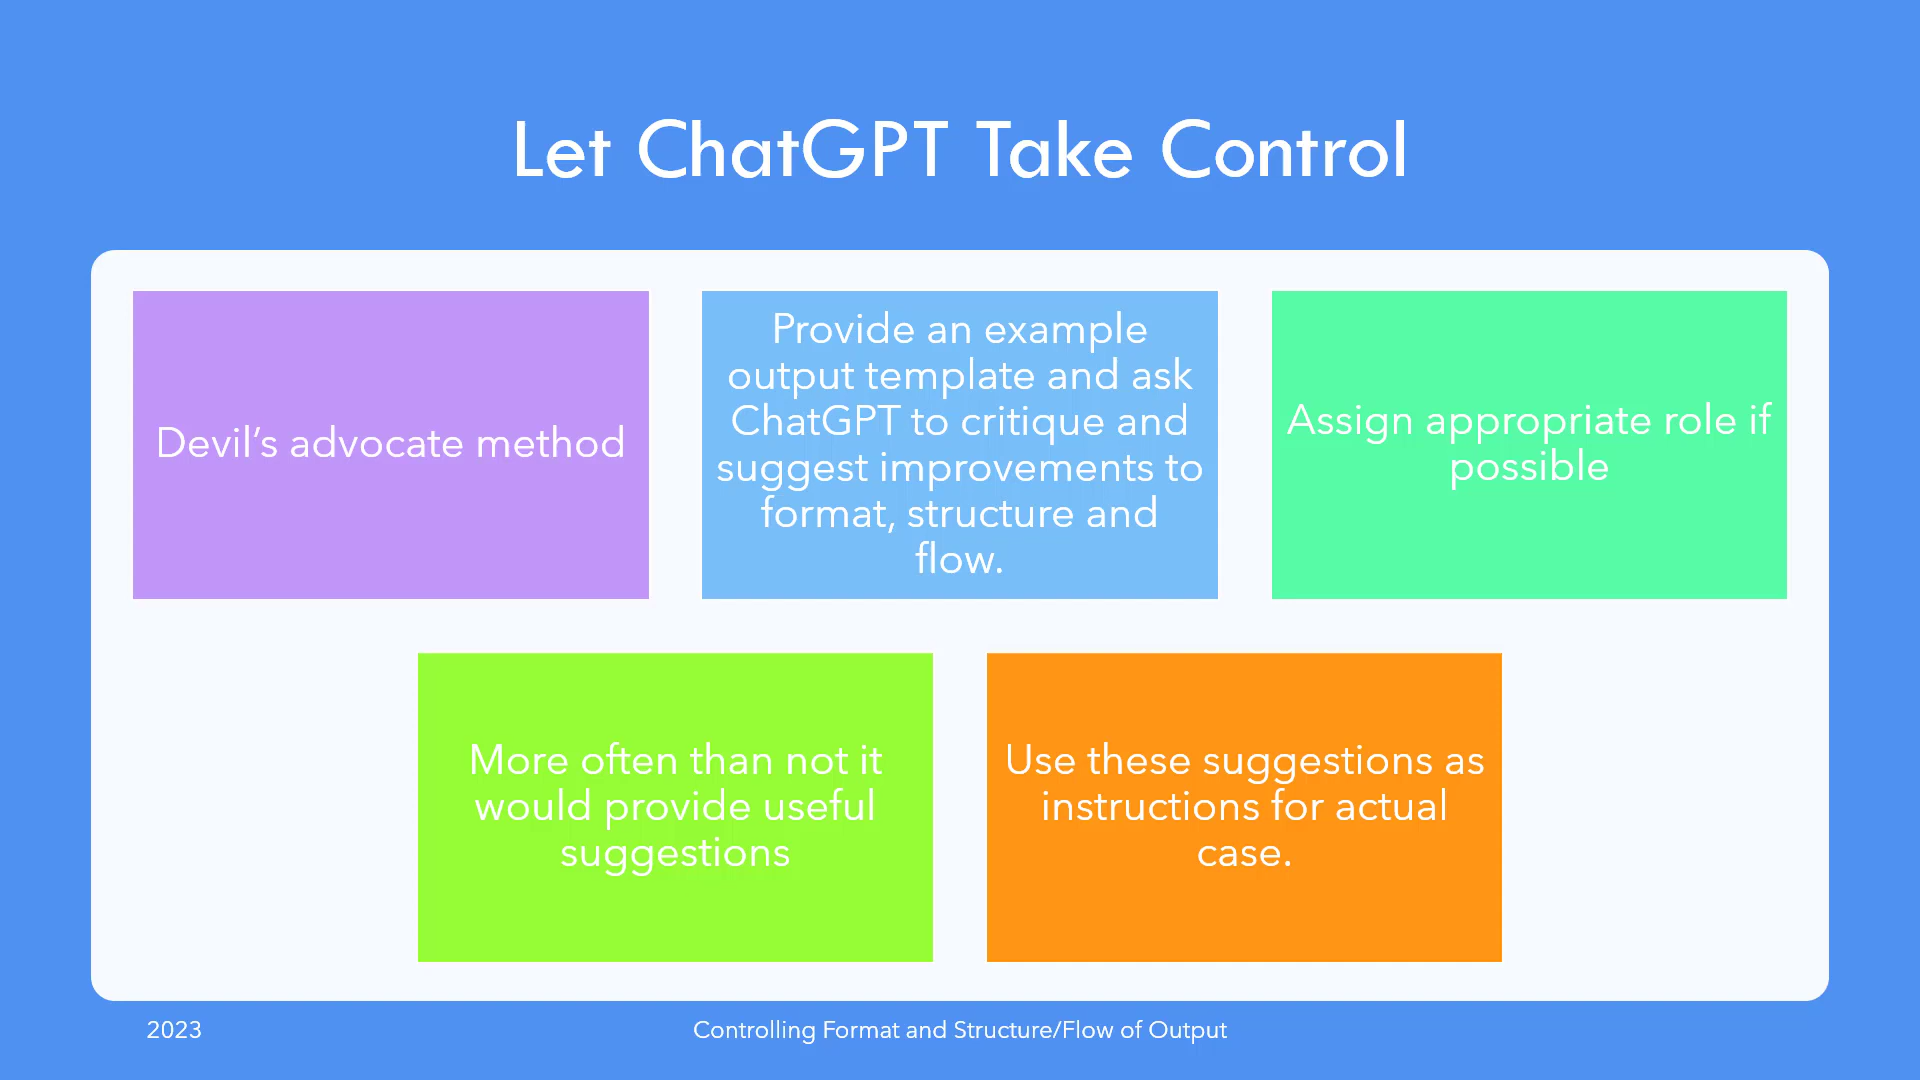 Let ChatGPT Take Control
Devil’s advocate method
Provide an example
output template and ask
ChatGPT to critique and
suggest improvements to
format, structure and
flow.
Assign appropriate role if
possible
More often than not it
would provide useful
suggestions
Use these suggestions as
instructions for actual
case.
2023
Controlling Format and Structure/Flow of Output